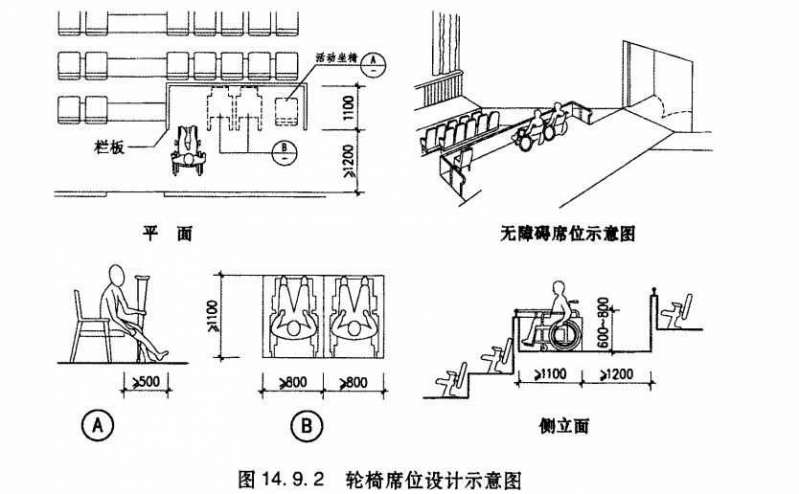 活动坐椅
A
–
1100
栏板
B
–
≥1200
平 面
无障碍席位示意图
≥1100
600~800
≥500
≥800
≥800
≥1100
≥1200
A
B
侧立面
图 14.9.2 轮椅席位设计示意图